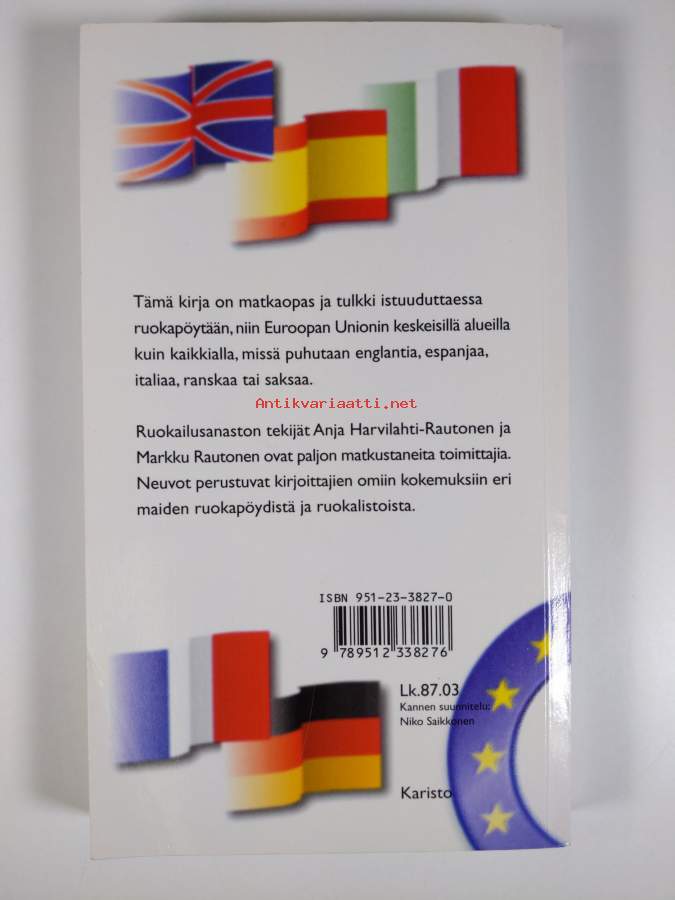 Tämä kirja on matkaopas ja tulkki istuuduttaessa
ruokapöytään, niin Euroopan Unionin keskeisillä alueilla
kuin kaikkialla, missä puhutaan englantia, espanjaa,
italiaa, ranskaa tai saksaa.
Antikvariaatti.net
Ruokailusanaston tekijät Anja Harvilahti-Rautonen ja
Markku Rautonen ovat paljon matkustaneita toimittajia.
Neuvot perustuvat kirjoittajien omiin kokemuksiin eri
maiden ruokapöydistä ja ruokalistoista.
ISBN 951-23-3827-0
9 789512 338276
Lk.87.03
Kannen suunnitelu:
Niko Saikkonen
Karisto